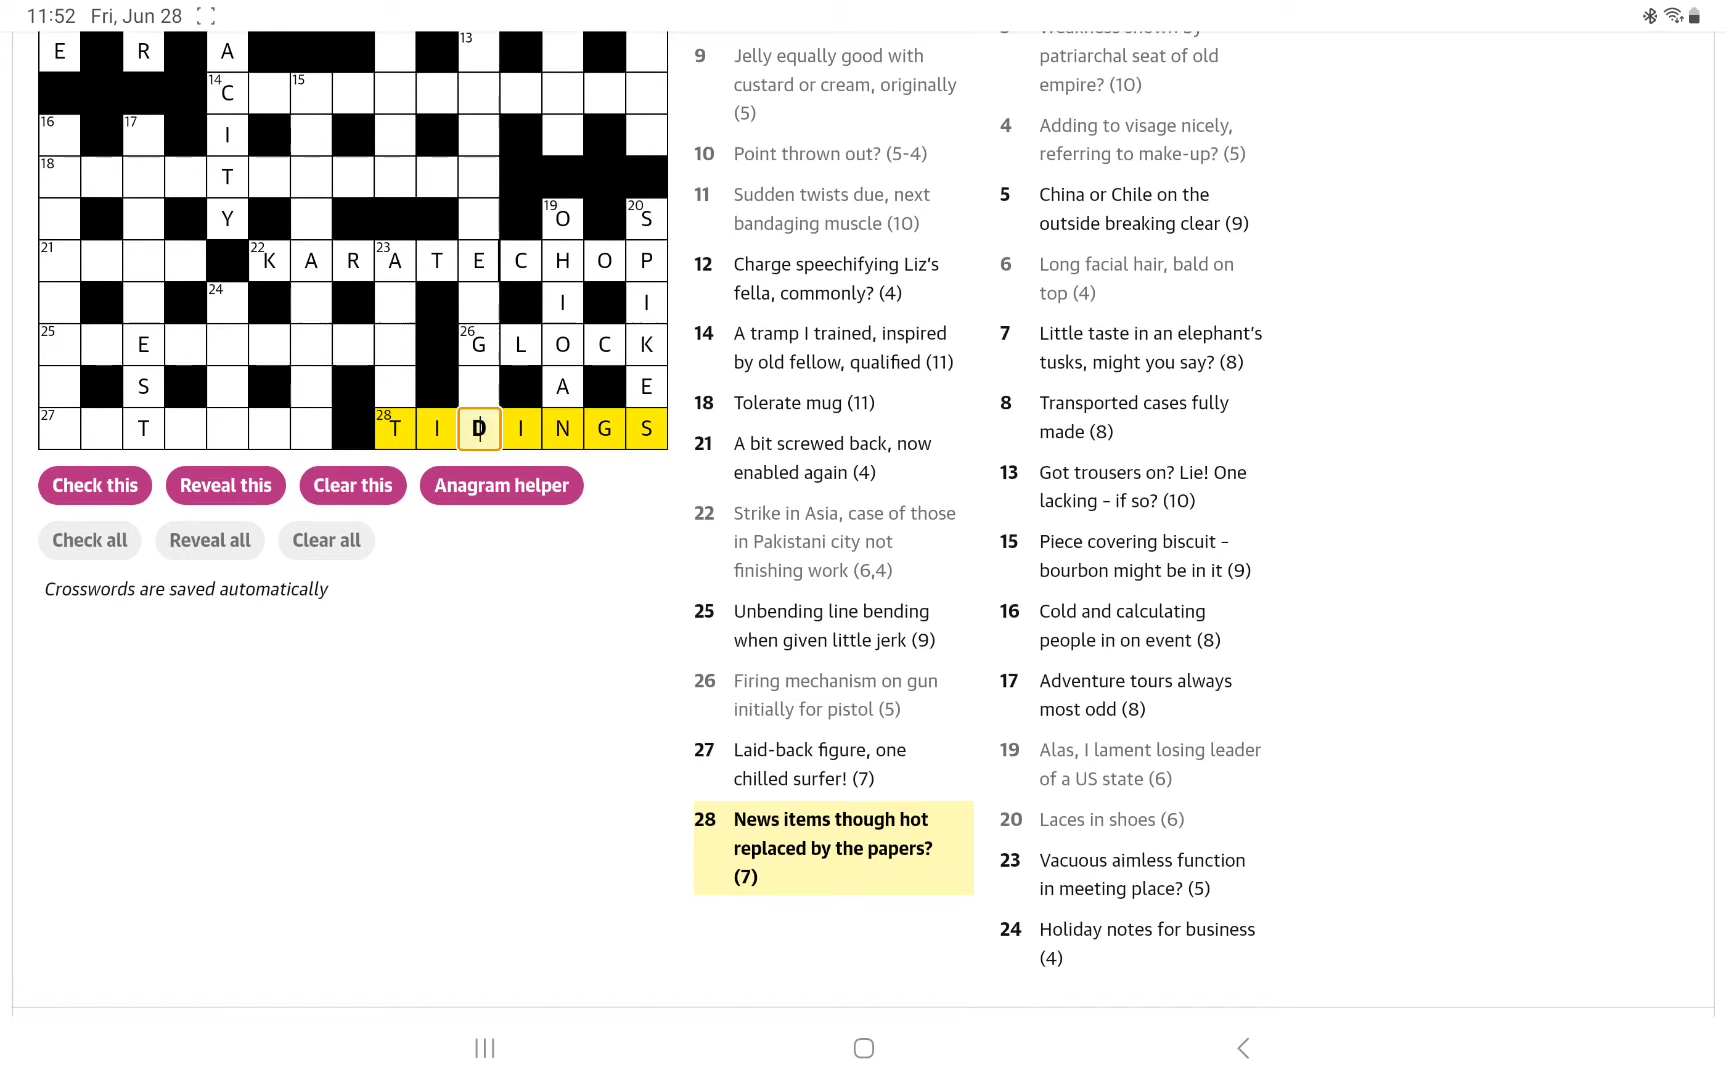 11:52 Fri, Jun 28
E R A 13
14 C 15
16 17 I
18 T
Y 19 O 20 S
21 22 K A R 23 A T E C H O P
24 I I
25 E 26 G L O C K
S A E
27 T 28 T I D I N G S
Check this Reveal this Clear this Anagram helper
Check all Reveal all Clear all
Crosswords are saved automatically
9 Jelly equally good with
custard or cream, originally
(5)
10 Point thrown out? (5-4)
11 Sudden twists due, next
bandaging muscle (10)
12 Charge speechifying Liz's
fella, commonly? (4)
14 A tramp I trained, inspired
by old fellow, qualified (11)
18 Tolerate mug (11)
21 A bit screwed back, now
enabled again (4)
22 Strike in Asia, case of those
in Pakistani city not
finishing work (6,4)
25 Unbending line bending
when given little jerk (9)
26 Firing mechanism on gun
initially for pistol (5)
27 Laid-back figure, one
chilled surfer! (7)
28 News items though hot
replaced by the papers?
(7)
3 Weakness shown by
patriarchal seat of old
empire? (10)
4 Adding to visage nicely,
referring to make-up? (5)
5 China or Chile on the
outside breaking clear (9)
6 Long facial hair, bald on
top (4)
7 Little taste in an elephant's
tusks, might you say? (8)
8 Transported cases fully
made (8)
13 Got trousers on? Lie! One
lacking – if so? (10)
15 Piece covering biscuit –
bourbon might be in it (9)
16 Cold and calculating
people in on event (8)
17 Adventure tours always
most odd (8)
19 Alas, I lament losing leader
of a US state (6)
20 Laces in shoes (6)
23 Vacuous aimless function
in meeting place? (5)
24 Holiday notes for business
(4)